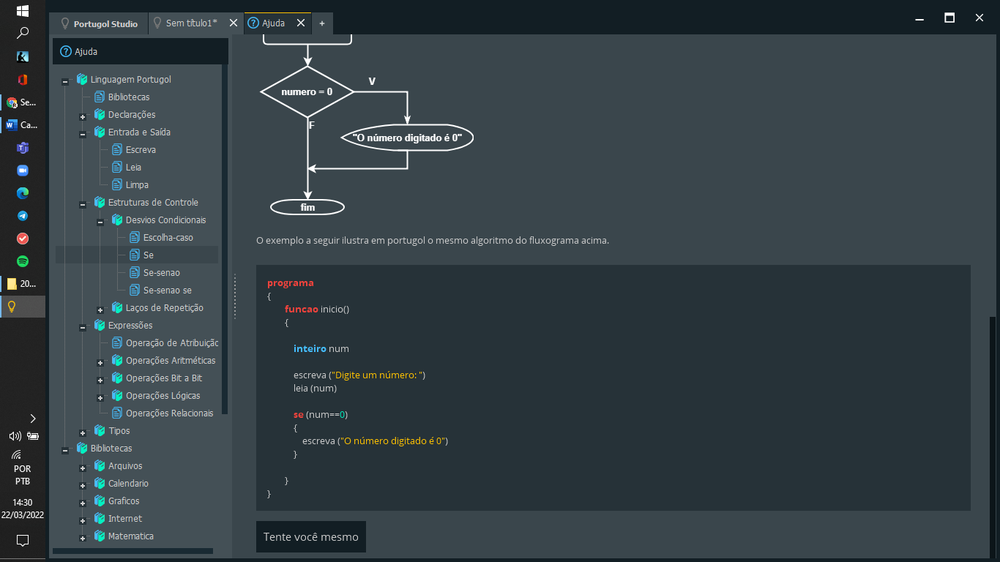 Portugol Studio
Sem título1*
Ajuda
+
Ajuda
Linguagem Portugol
Bibliotecas
Declarações
Entrada e Saída
Escreva
Leia
Limpa
Estruturas de Controle
Desvios Condicionais
Escolha-caso
Se
Se-senao
Se-senao se
Laços de Repetição
Expressões
Operação de Atribuição
Operações Aritméticas
Operações Bit a Bit
Operações Lógicas
Operações Relacionais
Tipos
Bibliotecas
Arquivos
Calendario
Graficos
Internet
Matematica
numero = 0
V
F
"O número digitado é 0"
fim
O exemplo a seguir ilustra em portugol o mesmo algoritmo do fluxograma acima.
programa
{
funcao inicio()
{
inteiro num
escreva ("Digite um número: ")
leia (num)
se (num==0)
{
escreva ("O número digitado é 0")
}
}
}
Tente você mesmo
Se...
Ca...
20...
POR
PTB
14:30
22/03/2022